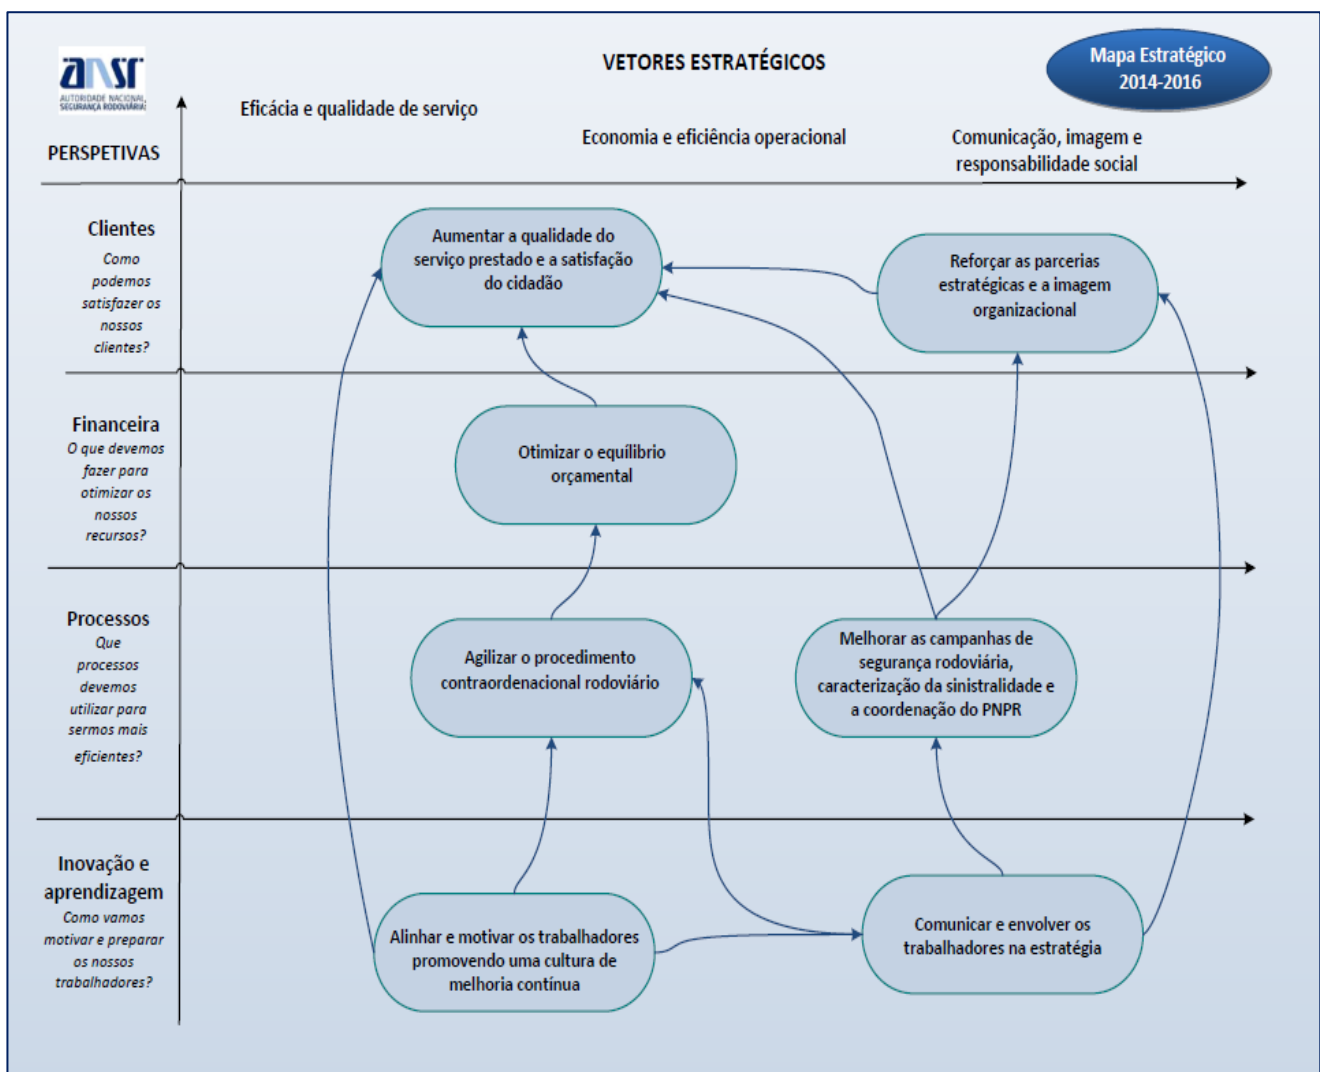 ansr
AUTORIDADE NACIONAL
SEGURANÇA RODOVIÁRIA
VETORES ESTRATÉGICOS
Mapa Estratégico
2014-2016
Eficácia e qualidade de serviço
Economia e eficiência operacional
Comunicação, imagem e
responsabilidade social
PERSPETIVAS
Clientes
Como
podemos
satisfazer os
nossos
clientes?
Aumentar a qualidade do
serviço prestado e a satisfação
do cidadão
Reforçar as parcerias
estratégicas e a imagem
organizacional
Financeira
O que devemos
fazer para
otimizar os
nossos
recursos?
Otimizar o equílibrio
orçamental
Processos
Que
processos
devemos
utilizar para
sermos mais
eficientes?
Agilizar o procedimento
contraordenacional rodoviário
Melhorar as campanhas de
segurança rodoviária,
caracterização da sinistralidade e
a coordenação do PNPR
Inovação e
aprendizagem
Como vamos
motivar e preparar
os nossos
trabalhadores?
Alinhar e motivar os trabalhadores
promovendo uma cultura de
melhoria contínua
Comunicar e envolver os
trabalhadores na estratégia